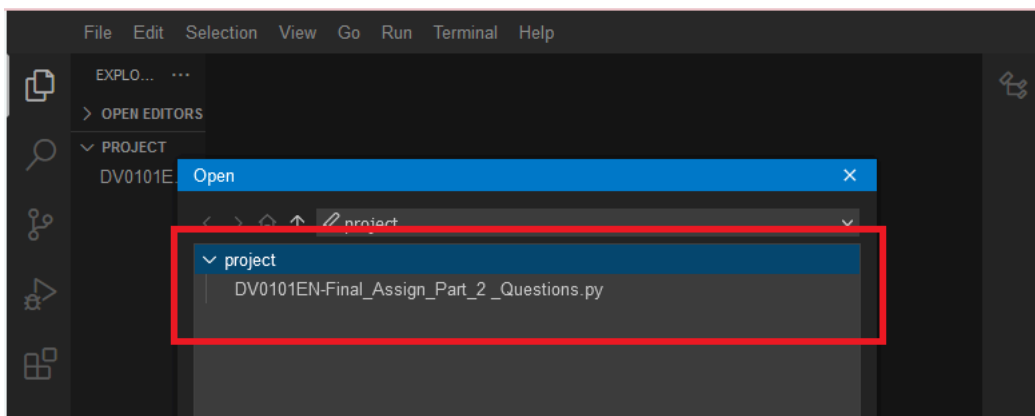 File Edit Selection View Go Run Terminal Help
EXPLO... ...
OPEN EDITORS
PROJECT
DV0101E
Open
project
project
DV0101EN-Final_Assign_Part_2 _Questions.py